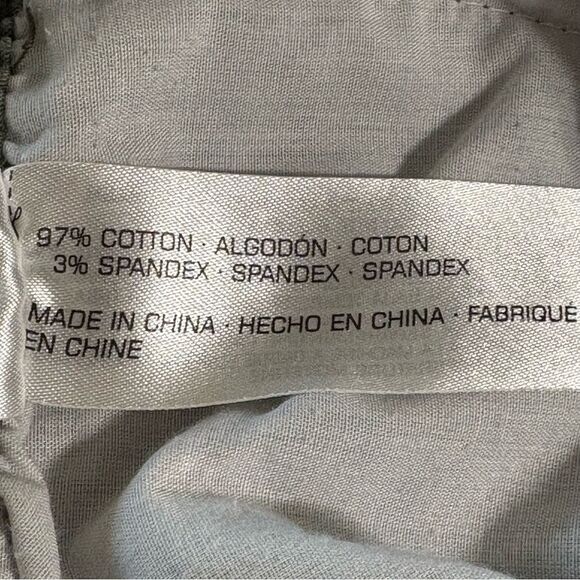 97% COTTON · ALGODÓN · COTON
3% SPANDEX · SPANDEX · SPANDEX
MADE IN CHINA · HECHO EN CHINA · FABRIQUÉ
EN CHINE